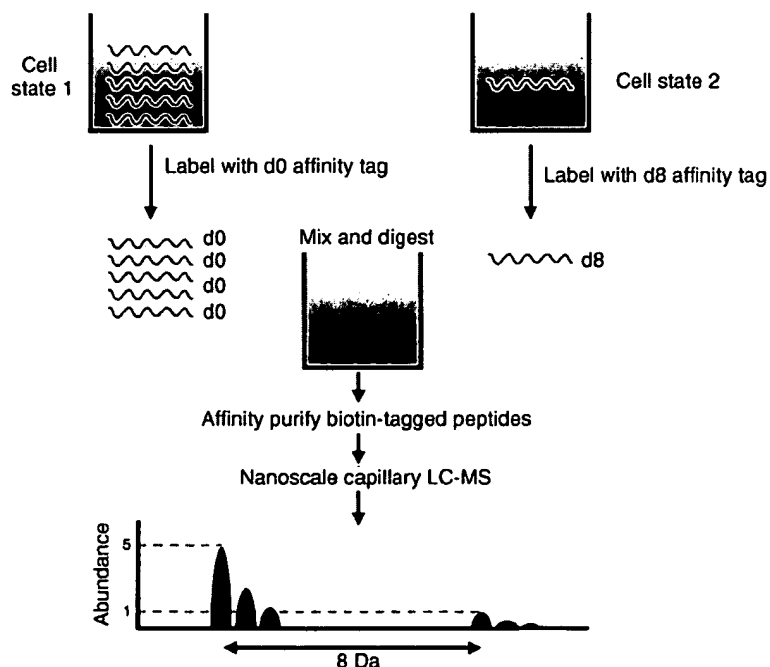 Cell
state 1
Cell state 2
Label with d0 affinity tag
Label with d8 affinity tag
d0
d0
d0
d0
Mix and digest
d8
Affinity purify biotin-tagged peptides
Nanoscale capillary LC-MS
Abundance
5
1
8 Da